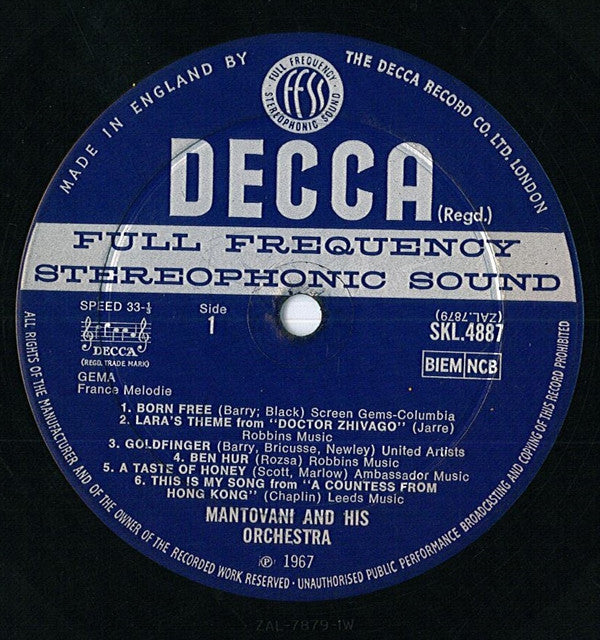 MADE IN ENGLAND BY
THE DECCA RECORD CO. LTD. LONDON
FULL FREQUENCY
FFSS
STEREOPHONIC SOUND
DECCA (Regd.)
FULL FREQUENCY
STEREOPHONIC SOUND
SPEED 33-⅓
Side
1
(ZAL.7879)
SKL.4887
DECCA
(REGD. TRADE MARK)
BIEM NCB
GEMA
France Melodie
1. BORN FREE (Barry; Black) Screen Gems-Columbia
2. LARA'S THEME from "DOCTOR ZHIVAGO" (Jarre)
Robbins Music
3. GOLDFINGER (Barry, Bricusse, Newley) United Artists
4. BEN HUR (Rozsa) Robbins Music
5. A TASTE OF HONEY (Scott, Marlow) Ambassador Music
6. THIS IS MY SONG from "A COUNTESS FROM
HONG KONG" (Chaplin) Leeds Music
MANTOVANI AND HIS
ORCHESTRA
Ⓟ 1967
ALL RIGHTS OF THE MANUFACTURER AND OF THE OWNER OF THE RECORDED WORK RESERVED · UNAUTHORISED PUBLIC PERFORMANCE BROADCASTING AND COPYING OF THIS RECORD PROHIBITED
ZAL-7879-1W